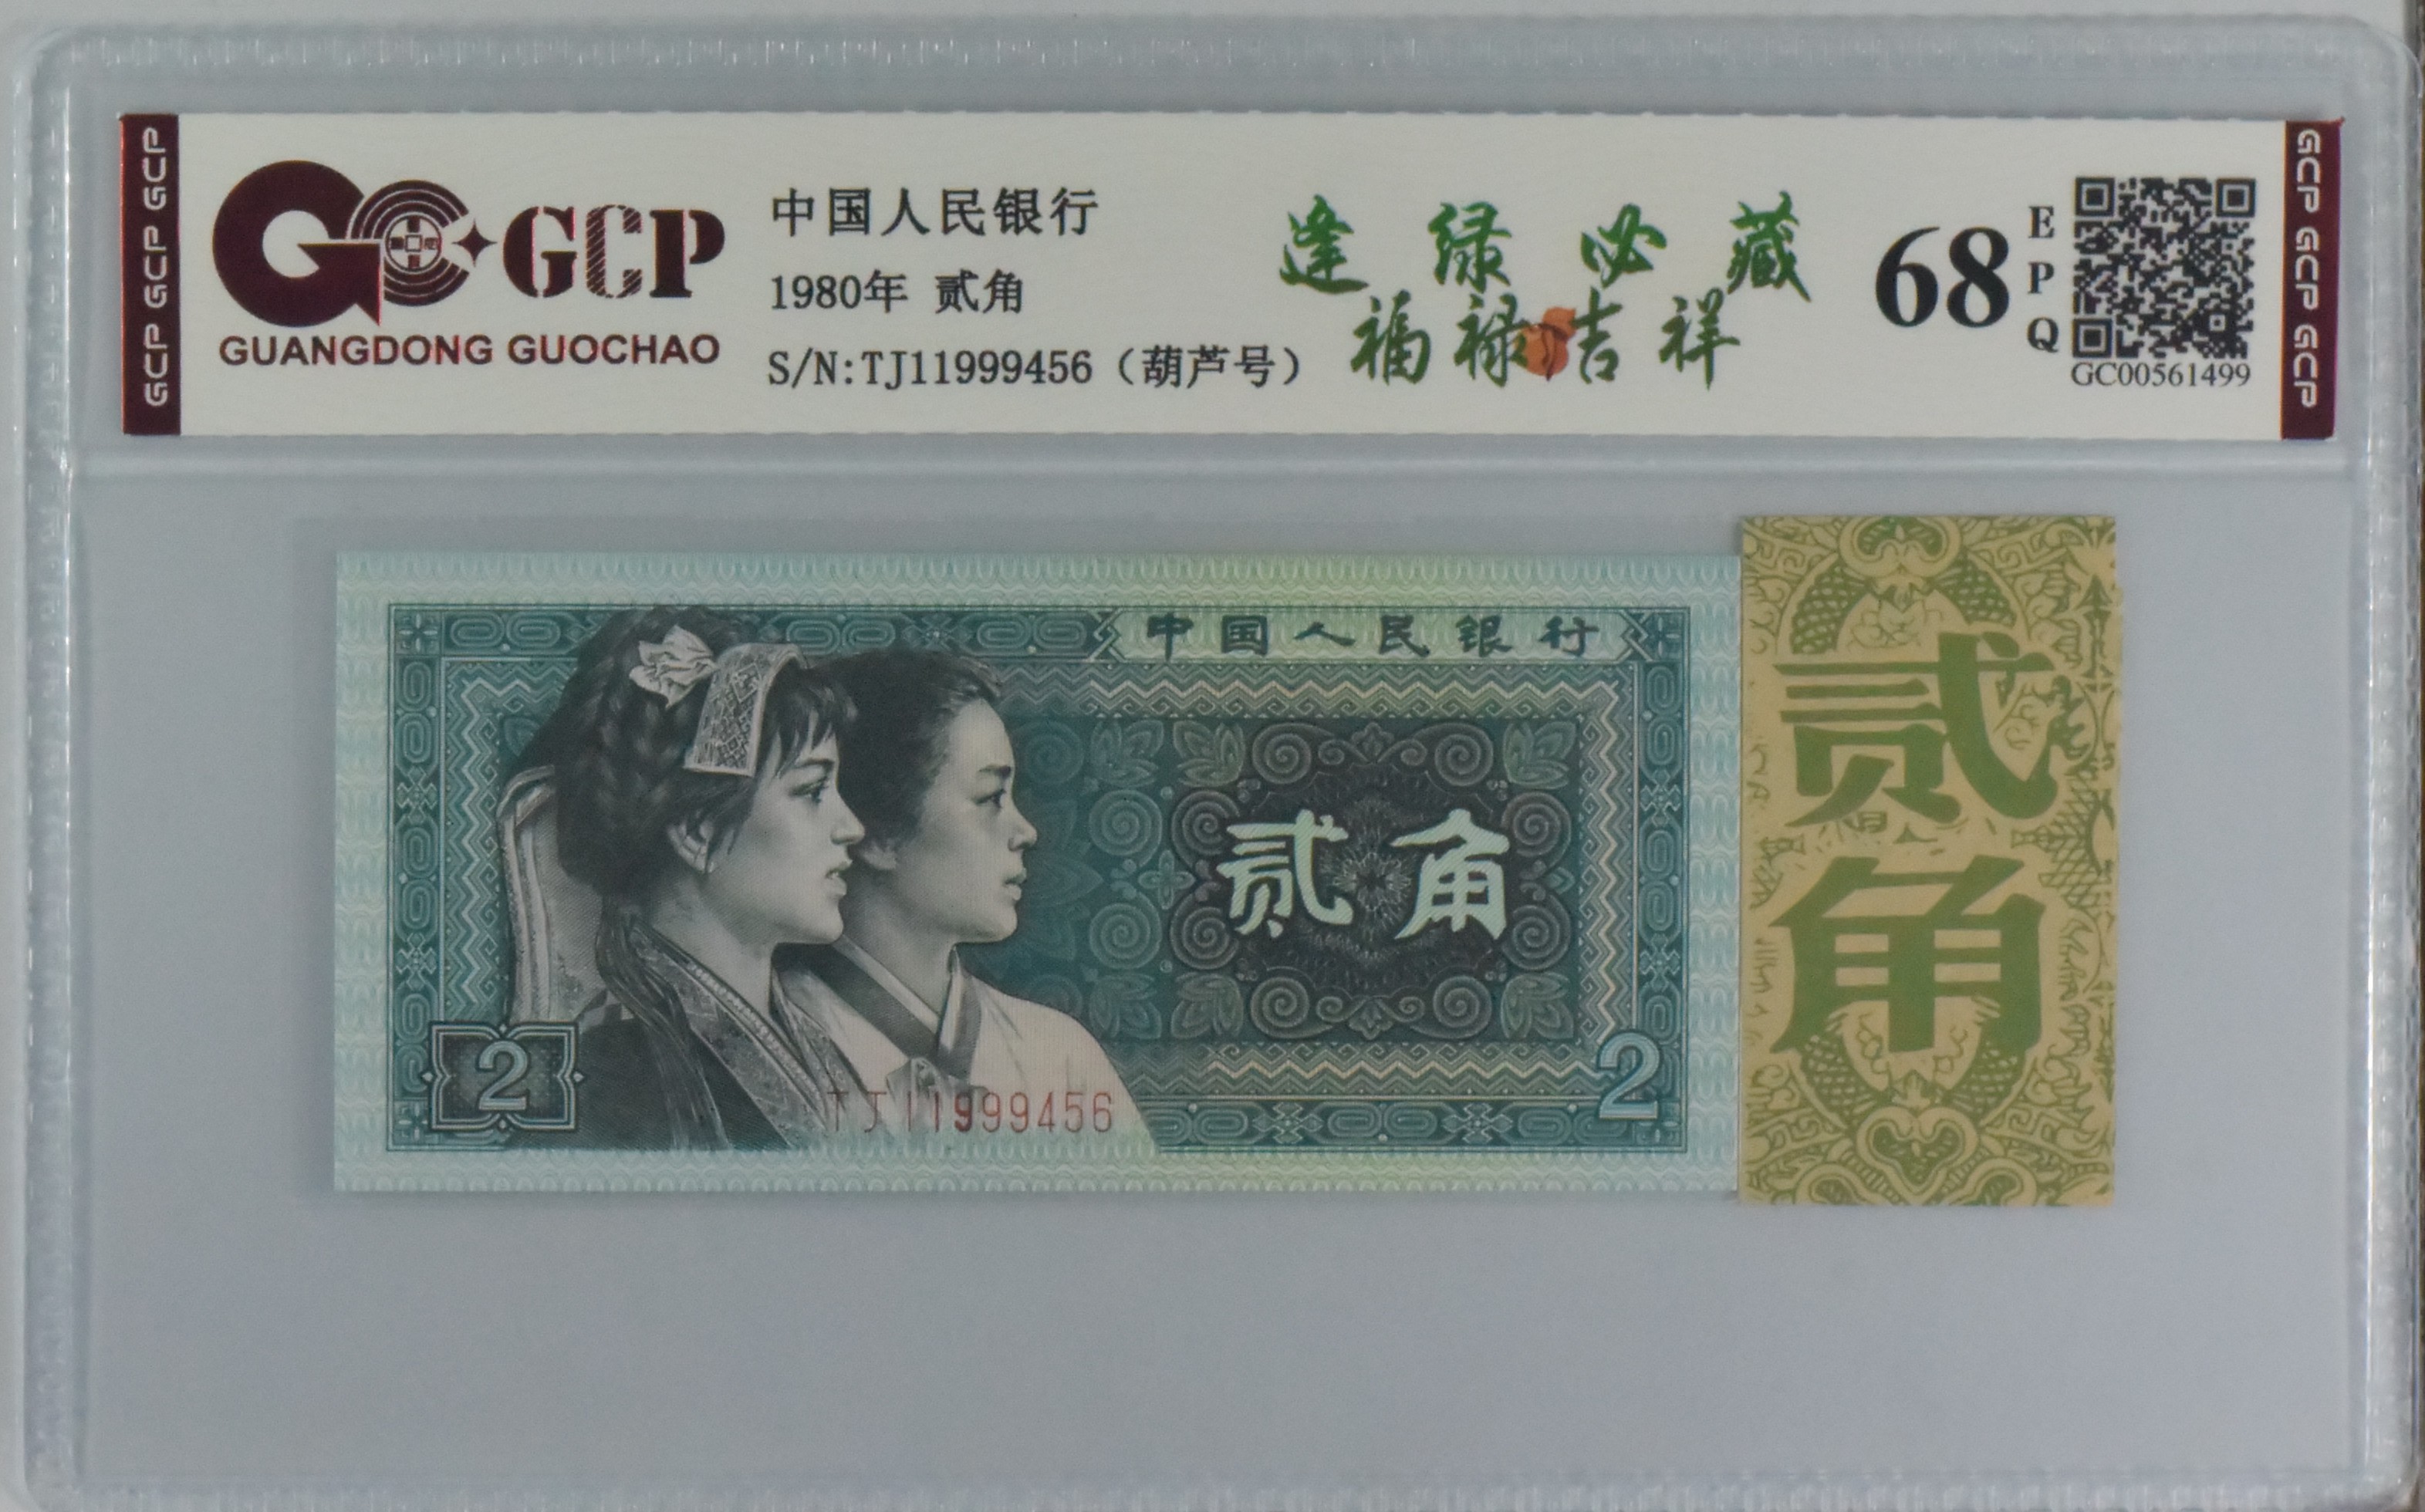 GCP GCP GCP
GCP
GUANGDONG GUOCHAO
中国人民银行
1980年 贰角
S/N:TJ11999456（葫芦号）
逢绿必藏
福禄吉祥
68
EPQ
GC00561499
GCP GCP GCP
中国人民银行
贰角
2
2
TJ11999456
贰角